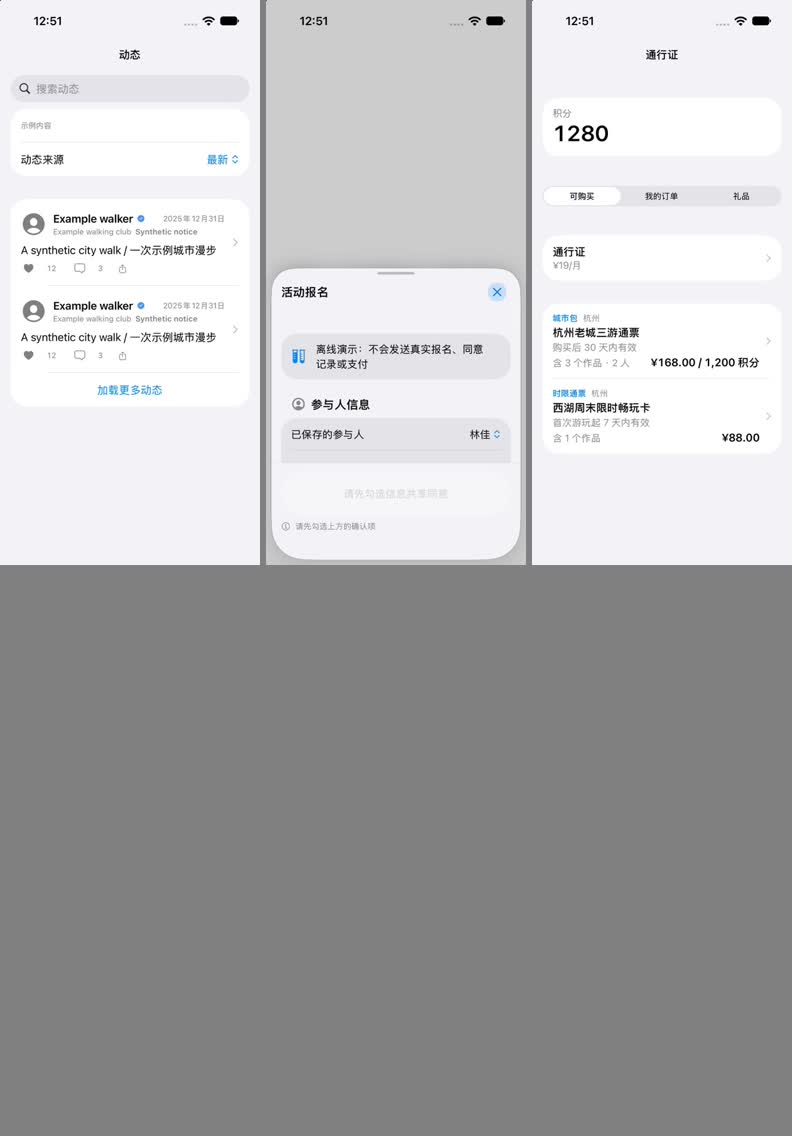 12:51
动态
搜索动态
示例内容
动态来源
最新
Example walker
2025年12月31日
Example walking club Synthetic notice
A synthetic city walk / 一次示例城市漫步
12
3
Example walker
2025年12月31日
Example walking club Synthetic notice
A synthetic city walk / 一次示例城市漫步
12
3
加载更多动态
12:51
活动报名
离线演示：不会发送真实报名、同意
记录或支付
参与人信息
已保存的参与人
林佳
请先勾选信息共享同意
请先勾选上方的确认项
12:51
通行证
积分
1280
可购买
我的订单
礼品
通行证
¥19/月
城市包 杭州
杭州老城三游通票
购买后 30 天内有效
含 3 个作品 · 2 人
¥168.00 / 1,200 积分
时限通票 杭州
西湖周末限时畅玩卡
首次游玩起 7 天内有效
含 1 个作品
¥88.00